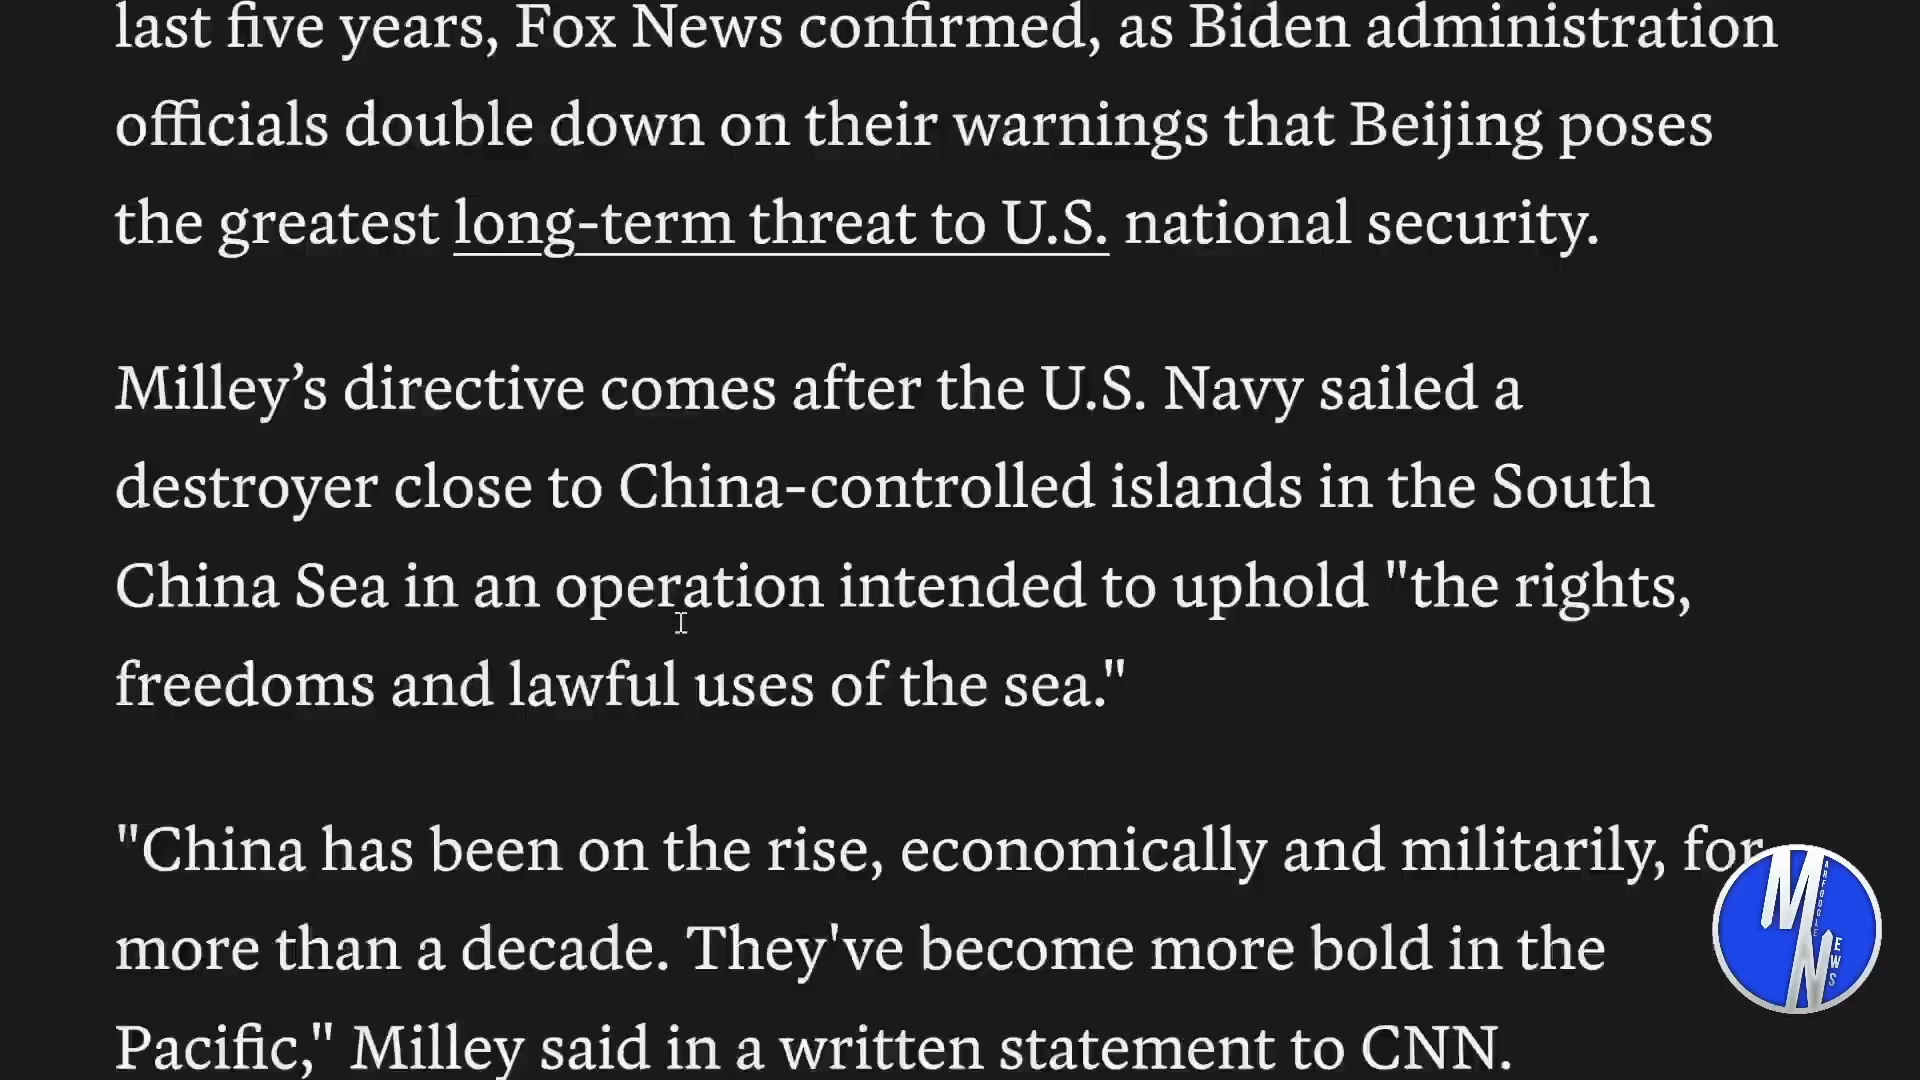 last five years, Fox News confirmed, as Biden administration
officials double down on their warnings that Beijing poses
the greatest long-term threat to U.S. national security.
Milley’s directive comes after the U.S. Navy sailed a
destroyer close to China-controlled islands in the South
China Sea in an operation intended to uphold "the rights,
freedoms and lawful uses of the sea."
"China has been on the rise, economically and militarily, for
more than a decade. They've become more bold in the
Pacific," Milley said in a written statement to CNN.
MARFOOGLE
NEWS